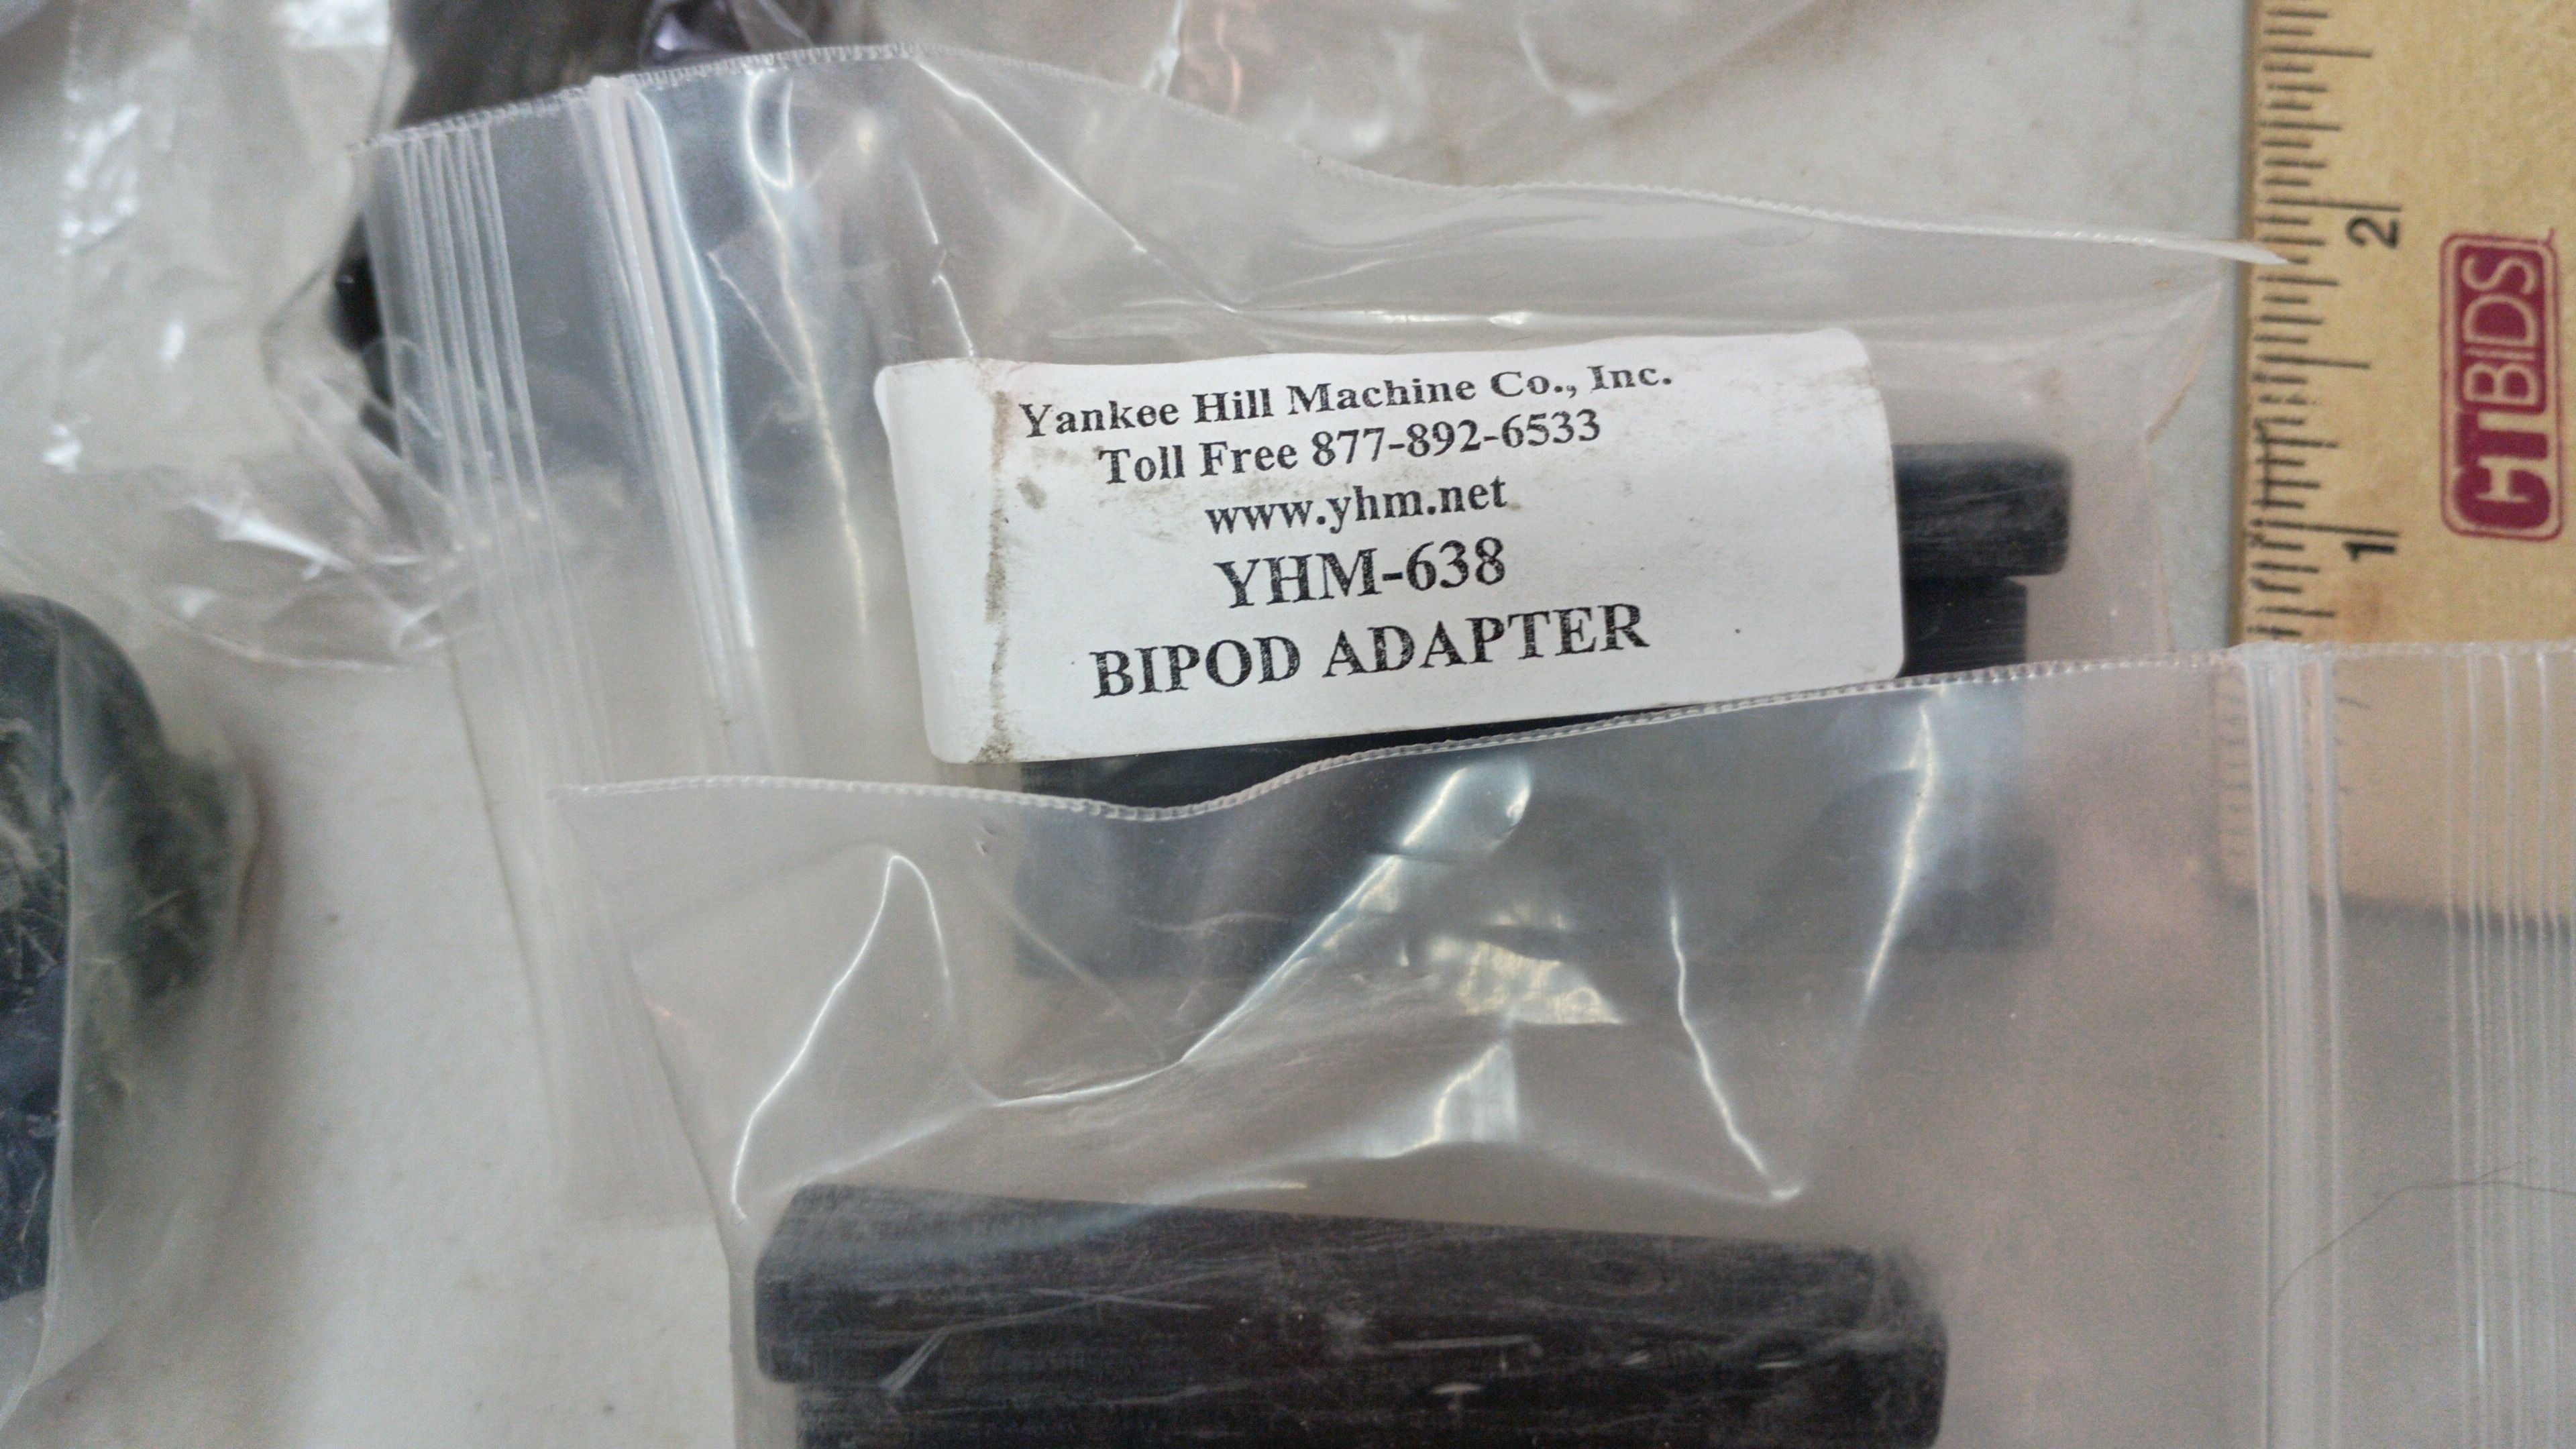 Yankee Hill Machine Co., Inc.
Toll Free 877-892-6533
www.yhm.net
YHM-638
BIPOD ADAPTER
2
1
CTBIDS